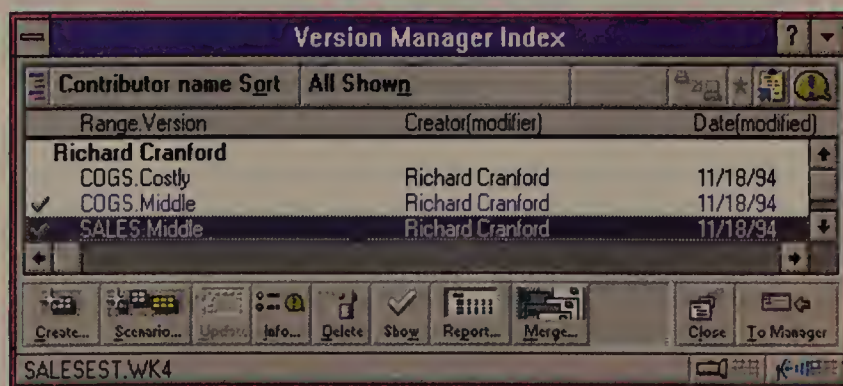 Version Manager Index ?
Contributor name Sort All Shown
Range.Version Creator(modifier) Date(modified)
Richard Cranford
COGS.Costly Richard Cranford 11/18/94
COGS.Middle Richard Cranford 11/18/94
SALES.Middle Richard Cranford 11/18/94
Create... Scenario... Update Info... Delete Show Report... Merge... Close To Manager
SALESEST.WK4